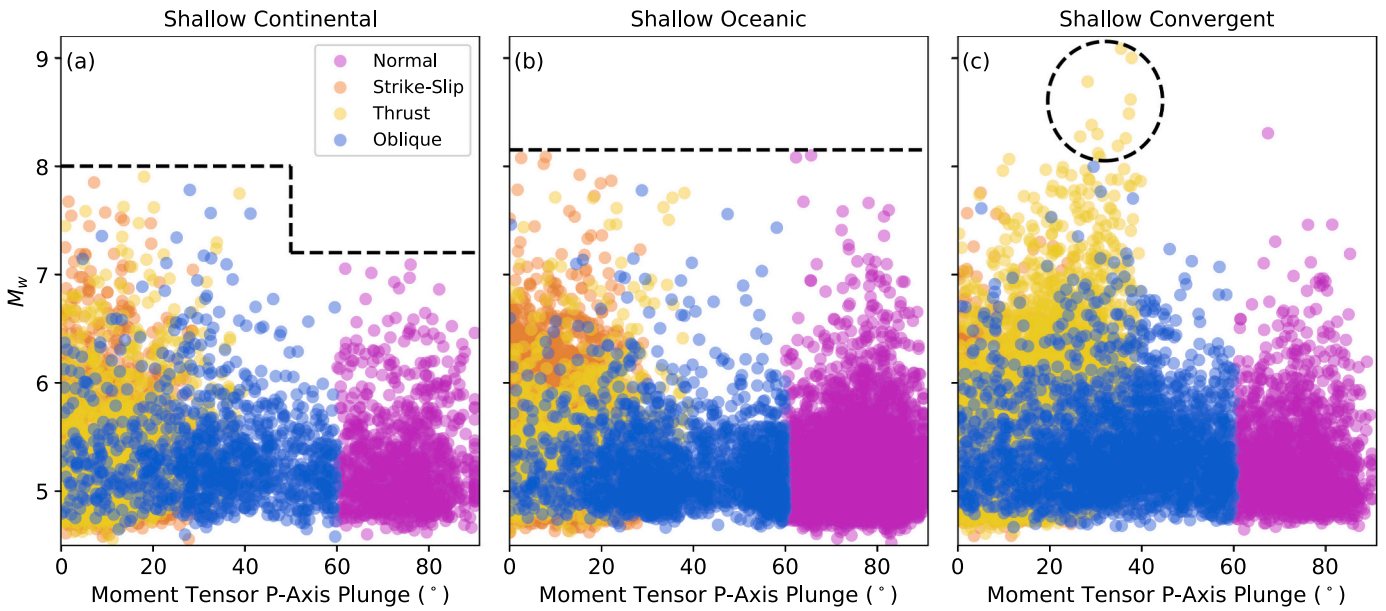 Shallow Continental
Shallow Oceanic
Shallow Convergent
(a)
(b)
(c)
Normal
Strike-Slip
Thrust
Oblique
9
8
7
6
5
M_w
0 20 40 60 80
0 20 40 60 80
0 20 40 60 80
Moment Tensor P-Axis Plunge (°)
Moment Tensor P-Axis Plunge (°)
Moment Tensor P-Axis Plunge (°)